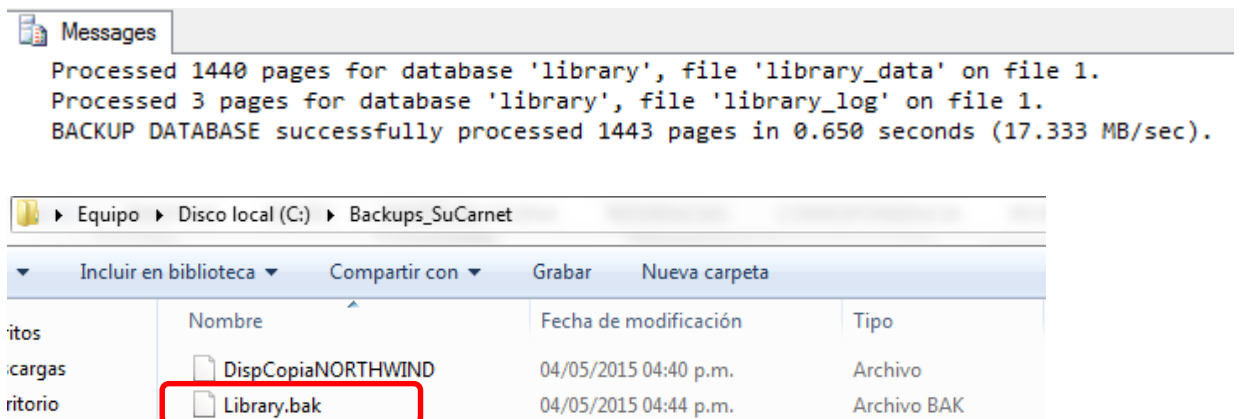 Messages
Processed 1440 pages for database 'library', file 'library_data' on file 1.
Processed 3 pages for database 'library', file 'library_log' on file 1.
BACKUP DATABASE successfully processed 1443 pages in 0.650 seconds (17.333 MB/sec).
Equipo Disco local (C:) Backups_SuCarnet
Incluir en biblioteca Compartir con Grabar Nueva carpeta
Nombre Fecha de modificación Tipo
ritos
cargas DispCopiaNORTHWIND 04/05/2015 04:40 p.m. Archivo
ritorio Library.bak 04/05/2015 04:44 p.m. Archivo BAK